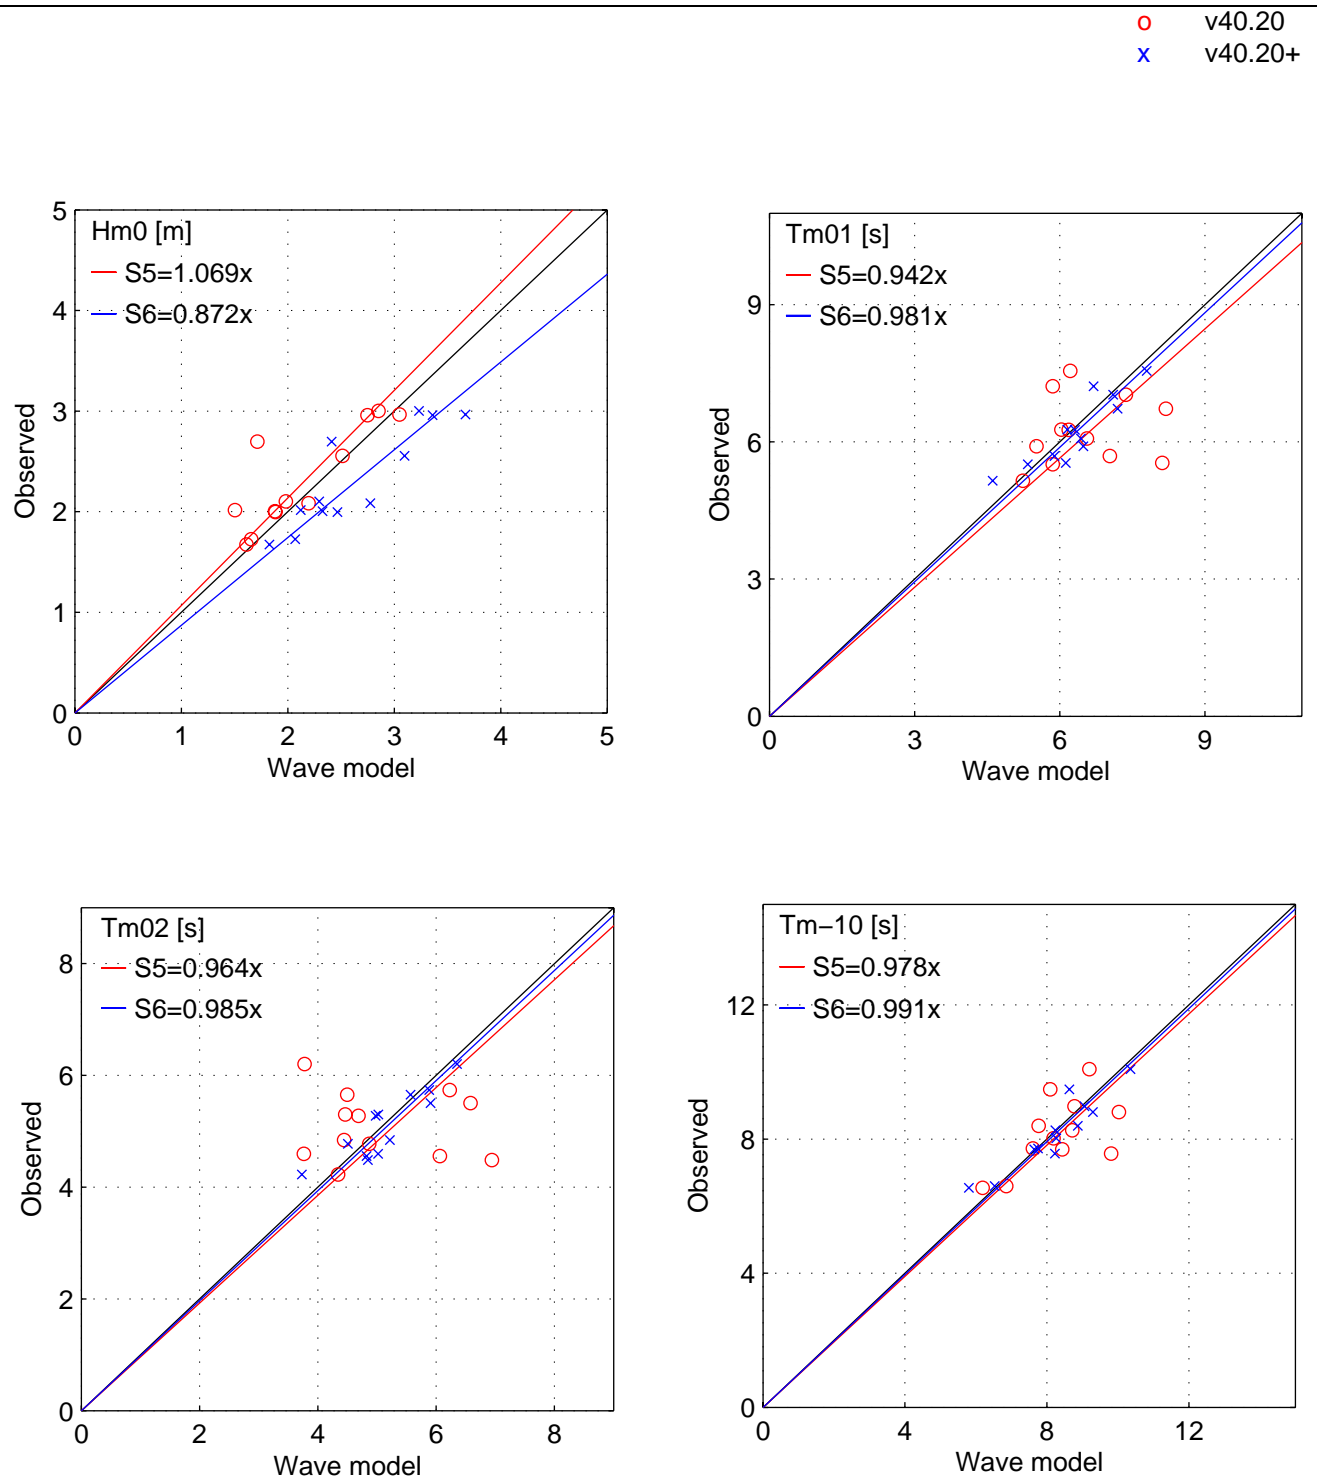 o v40.20
x v40.20+
Hm0 [m]
S5=1.069x
S6=0.872x
5
4
3
2
1
0
0 1 2 3 4 5
Observed
Wave model
Tm01 [s]
S5=0.942x
S6=0.981x
9
6
3
0
0 3 6 9
Observed
Wave model
Tm02 [s]
S5=0.964x
S6=0.985x
8
6
4
2
0
0 2 4 6 8
Observed
Wave model
Tm−10 [s]
S5=0.978x
S6=0.991x
12
8
4
0
0 4 8 12
Observed
Wave model